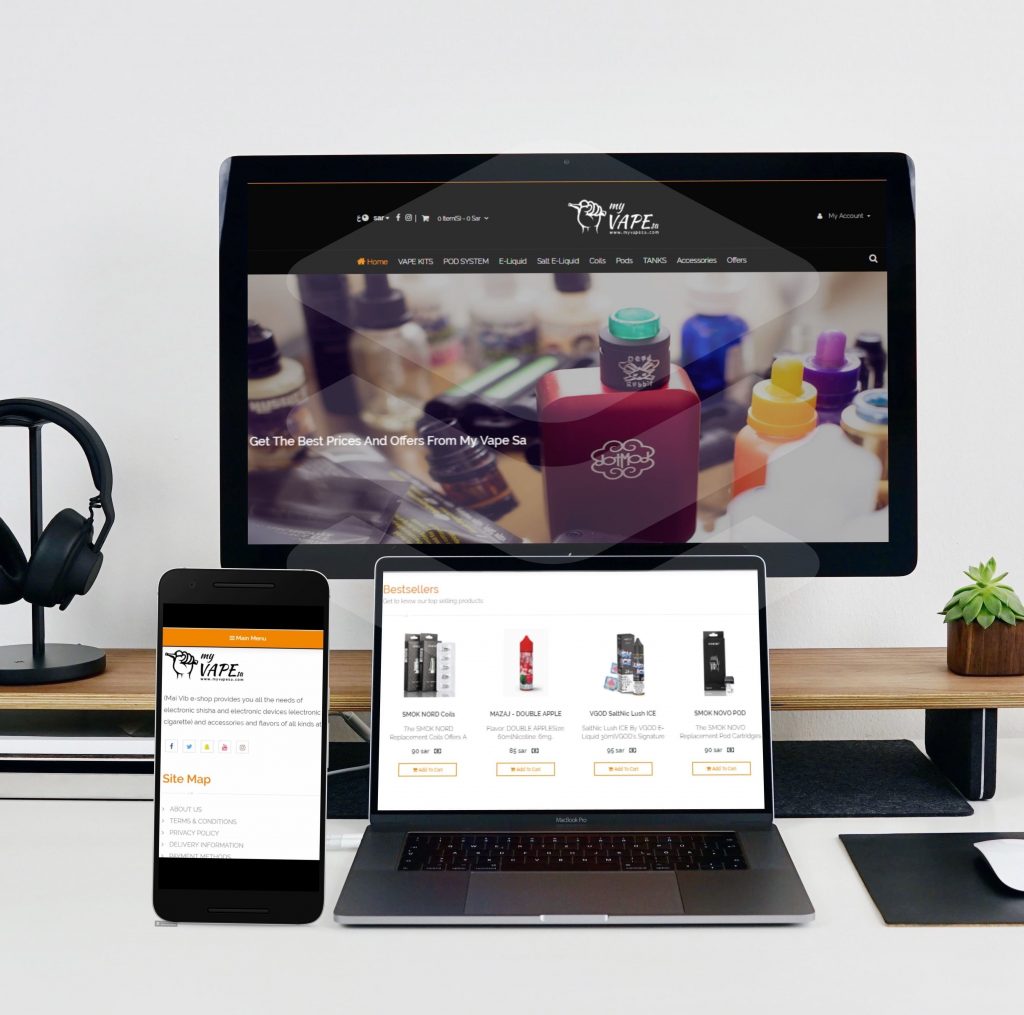 my
VAPE.sa
www.myvapesa.com
ع sar f 0 Item(S) - 0 Sar
My Account
Home VAPE KITS POD SYSTEM E-Liquid Salt E-Liquid Coils Pods TANKS Accessories Offers
dead
Rabbit
dotMod
Get The Best Prices And Offers From My Vape Sa
Main Menu
my
VAPE.sa
www.myvapesa.com
(Mai Vib e-shop provides you all the needs of
electronic shisha and electronic devices (electronic
cigarette) and accessories and flavors of all kinds at
Site Map
ABOUT US
TERMS & CONDITIONS
PRIVACY POLICY
DELIVERY INFORMATION
PAYMENT METHODS
Bestsellers
Get to know our top selling products
SMOK NORD Coils
The SMOK NORD
Replacement Coils Offers A
90 sar
Add To Cart
MAZAJ - DOUBLE APPLE
Flavor: DOUBLE APPLESize:
60mlNicotine: 6mg..
85 sar
Add To Cart
VGOD SaltNic Lush ICE
SaltNic Lush ICE By VGOD E-
Liquid 30mlVGOD's Signature
95 sar
Add To Cart
SMOK NOVO POD
The SMOK NOVO
Replacement Pod Cartridges
90 sar
Add To Cart
MacBook Pro